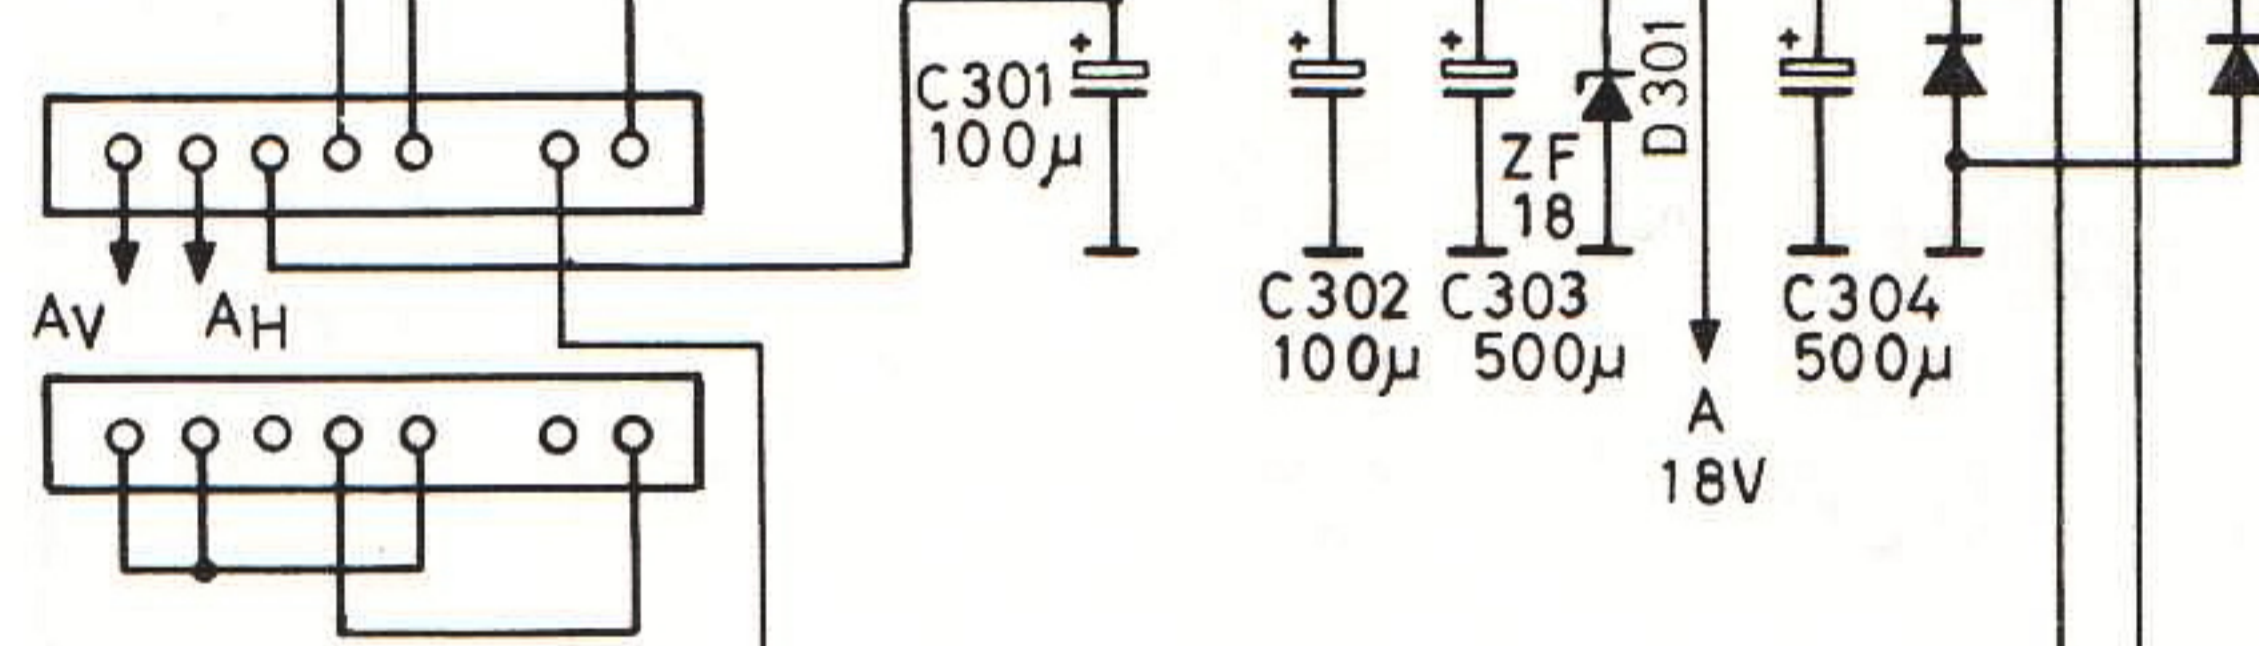 C301
100µ
+
+
+
+
D301
ZF
18
AV
AH
C302
100µ
C303
500µ
C304
500µ
A
18V